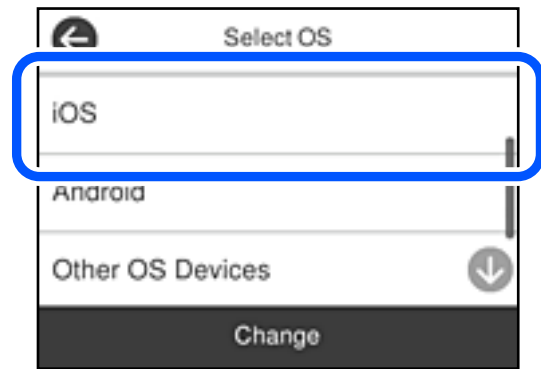 Select OS
iOS
Android
Other OS Devices
Change